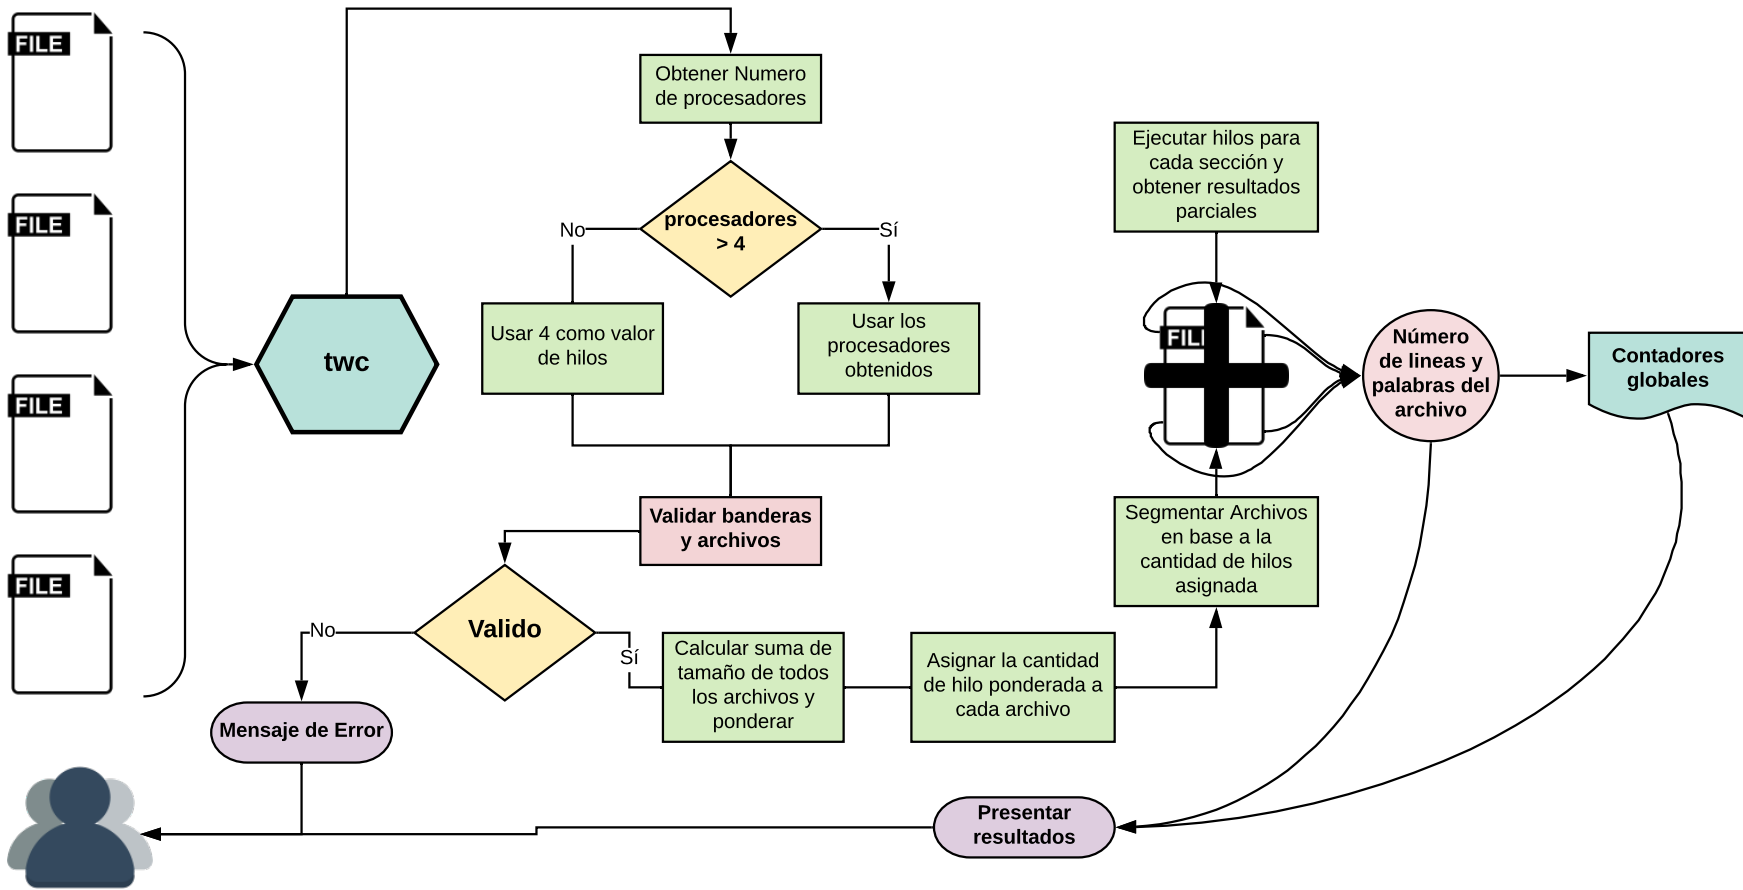 FILE
FILE
FILE
FILE
twc
Obtener Numero
de procesadores
procesadores
> 4
No
Sí
Usar 4 como valor
de hilos
Usar los
procesadores
obtenidos
Validar banderas
y archivos
Valido
No
Sí
Mensaje de Error
Calcular suma de
tamaño de todos
los archivos y
ponderar
Asignar la cantidad
de hilo ponderada a
cada archivo
Segmentar Archivos
en base a la
cantidad de hilos
asignada
Ejecutar hilos para
cada sección y
obtener resultados
parciales
FIL
Número
de lineas y
palabras del
archivo
Contadores
globales
Presentar
resultados